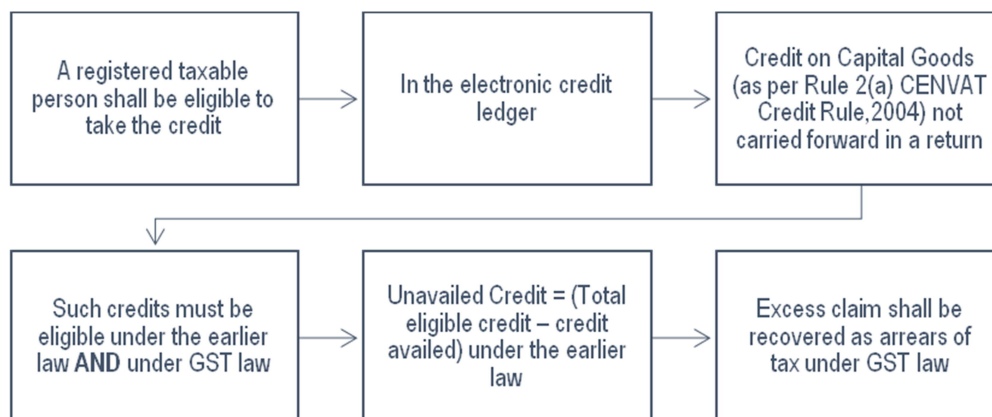 A registered taxable
person shall be eligible to
take the credit
In the electronic credit
ledger
Credit on Capital Goods
(as per Rule 2(a) CENVAT
Credit Rule,2004) not
carried forward in a return
Such credits must be
eligible under the earlier
law AND under GST law
Unavailed Credit = (Total
eligible credit – credit
availed) under the earlier
law
Excess claim shall be
recovered as arrears of
tax under GST law